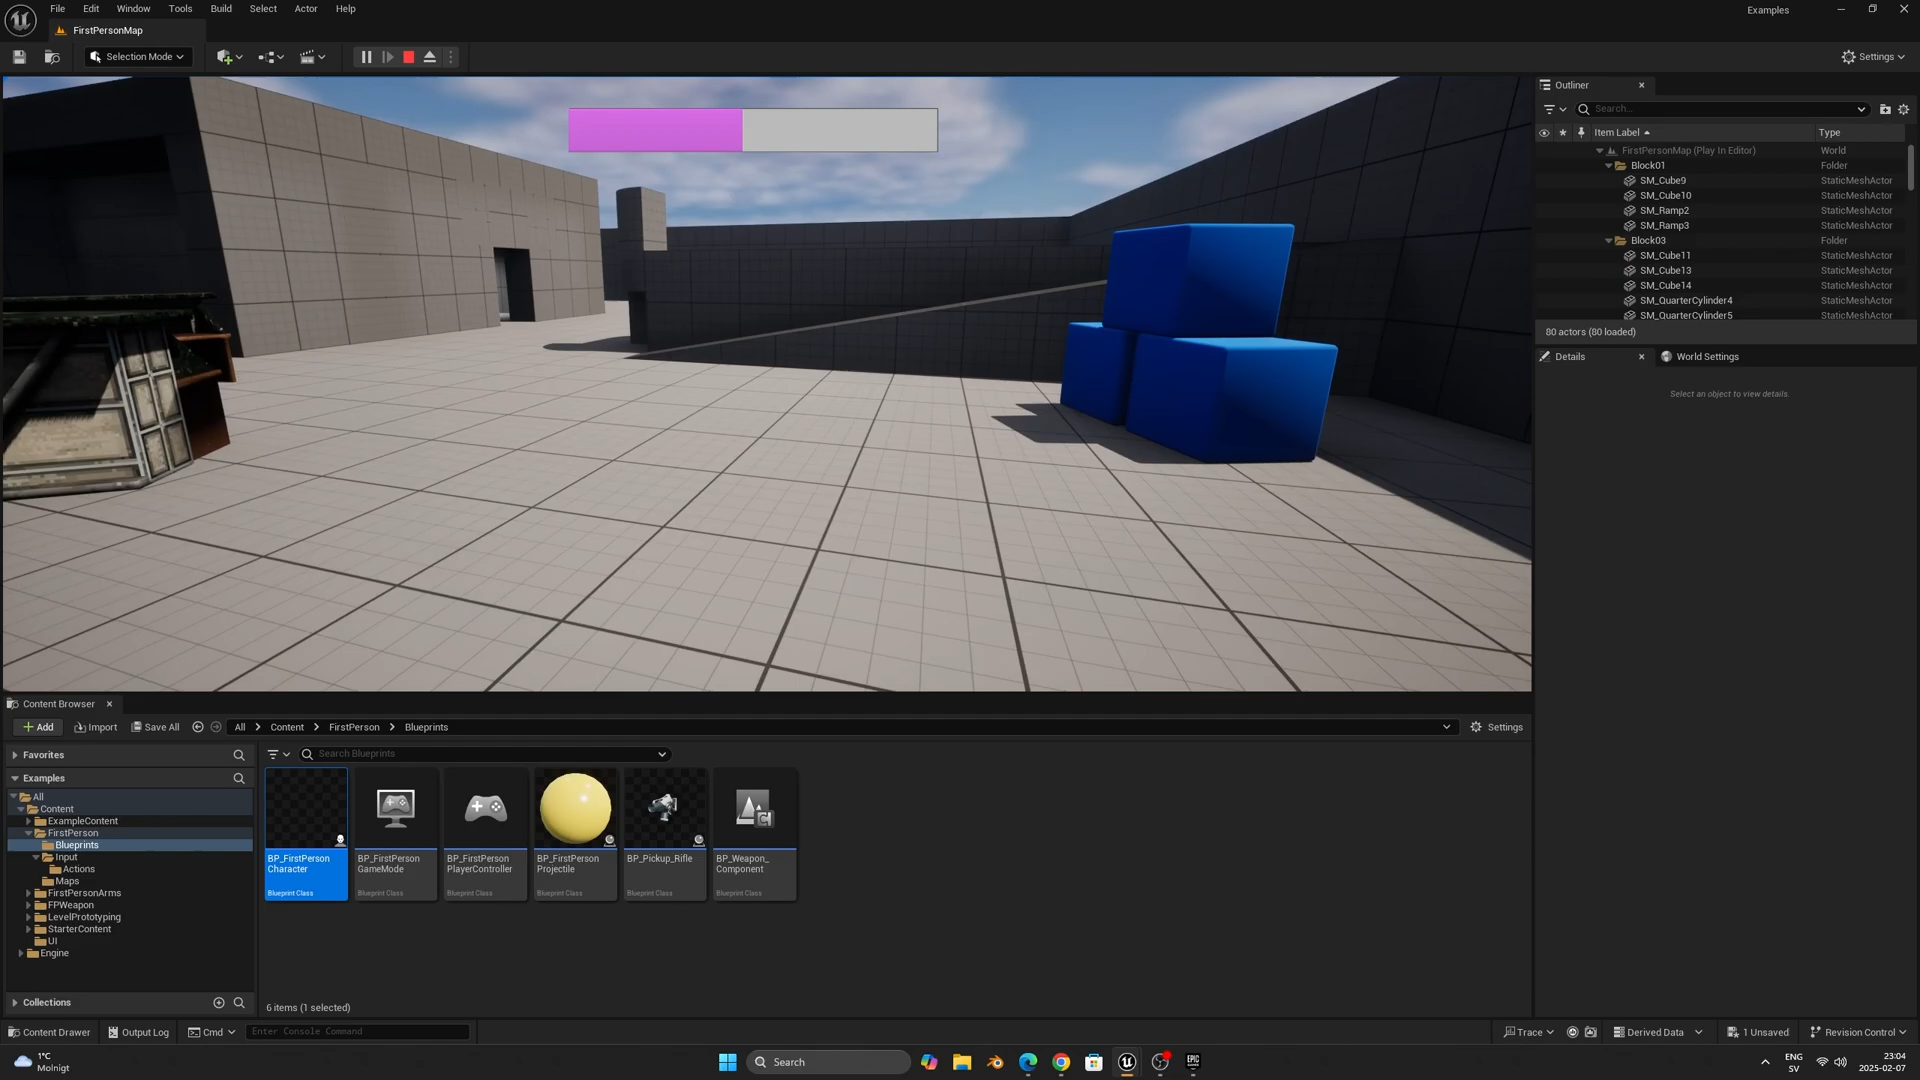 File Edit Window Tools Build Select Actor Help
Examples
FirstPersonMap
Selection Mode
Settings
Outliner
Search...
Item Label Type
FirstPersonMap (Play In Editor) World
Block01 Folder
SM_Cube9 StaticMeshActor
SM_Cube10 StaticMeshActor
SM_Ramp2 StaticMeshActor
SM_Ramp3 StaticMeshActor
Block03 Folder
SM_Cube11 StaticMeshActor
SM_Cube13 StaticMeshActor
SM_Cube14 StaticMeshActor
SM_QuarterCylinder4 StaticMeshActor
SM_QuarterCylinder5 StaticMeshActor
80 actors (80 loaded)
Details World Settings
Select an object to view details.
Content Browser
Add Import Save All All Content FirstPerson Blueprints Settings
Favorites
Search Blueprints
Examples
All
Content
ExampleContent
FirstPerson
Blueprints
Input
Actions
Maps
FirstPersonArms
FPWeapon
LevelPrototyping
StarterContent
UI
Engine
Collections
BP_FirstPerson
Character
Blueprint Class
BP_FirstPerson
GameMode
Blueprint Class
BP_FirstPerson
PlayerController
Blueprint Class
BP_FirstPerson
Projectile
Blueprint Class
BP_Pickup_Rifle
Blueprint Class
BP_Weapon_
Component
Blueprint Class
6 items (1 selected)
Content Drawer Output Log Cmd Enter Console Command Trace Derived Data 1 Unsaved Revision Control
1°C
Molnigt
Search
EPIC
GAMES
ENG
SV
23:04
2025-02-07